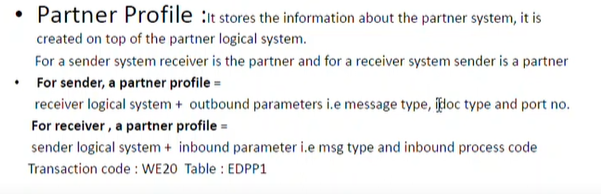 • Partner Profile :It stores the information about the partner system, it is
created on top of the partner logical system.
For a sender system receiver is the partner and for a receiver system sender is a partner
• For sender, a partner profile =
receiver logical system + outbound parameters i.e message type, idoc type and port no.
For receiver , a partner profile =
sender logical system + inbound parameter i.e msg type and inbound process code
Transaction code : WE20 Table : EDPP1